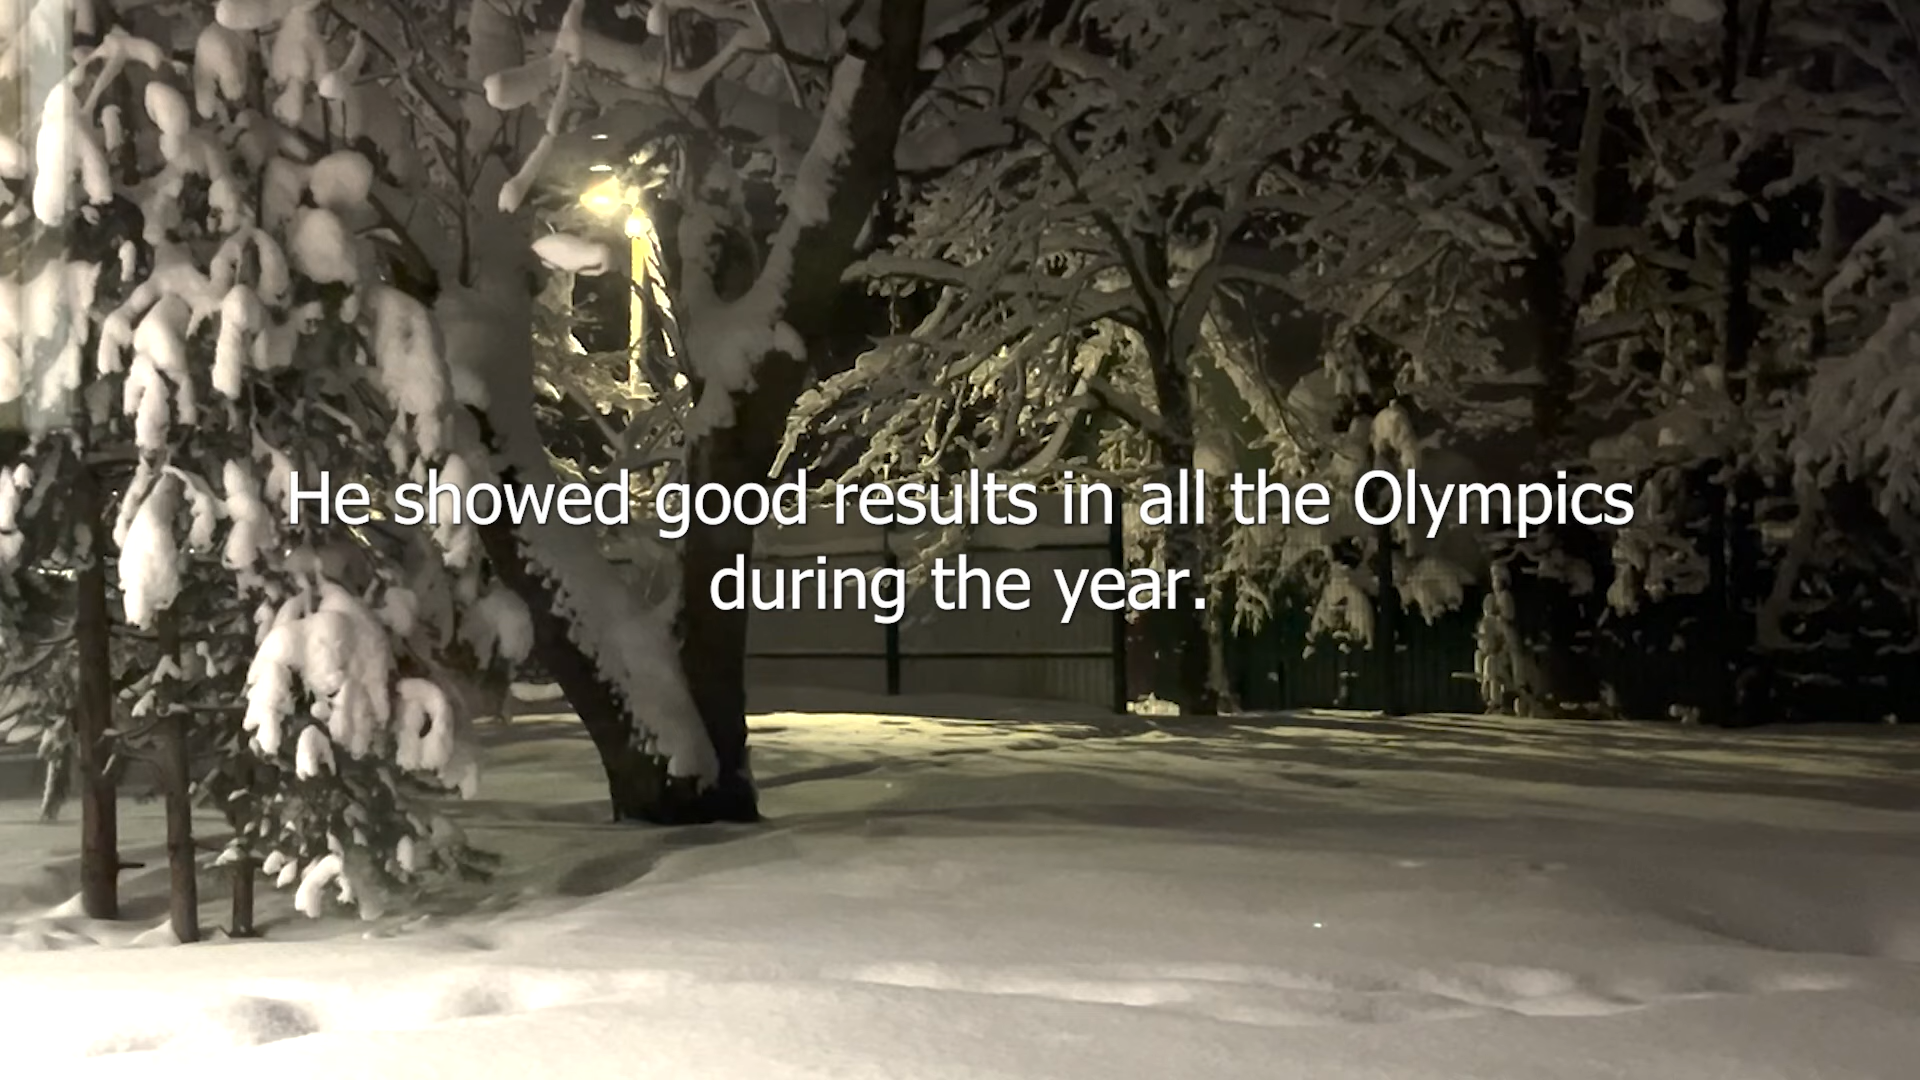 He showed good results in all the Olympics
during the year.